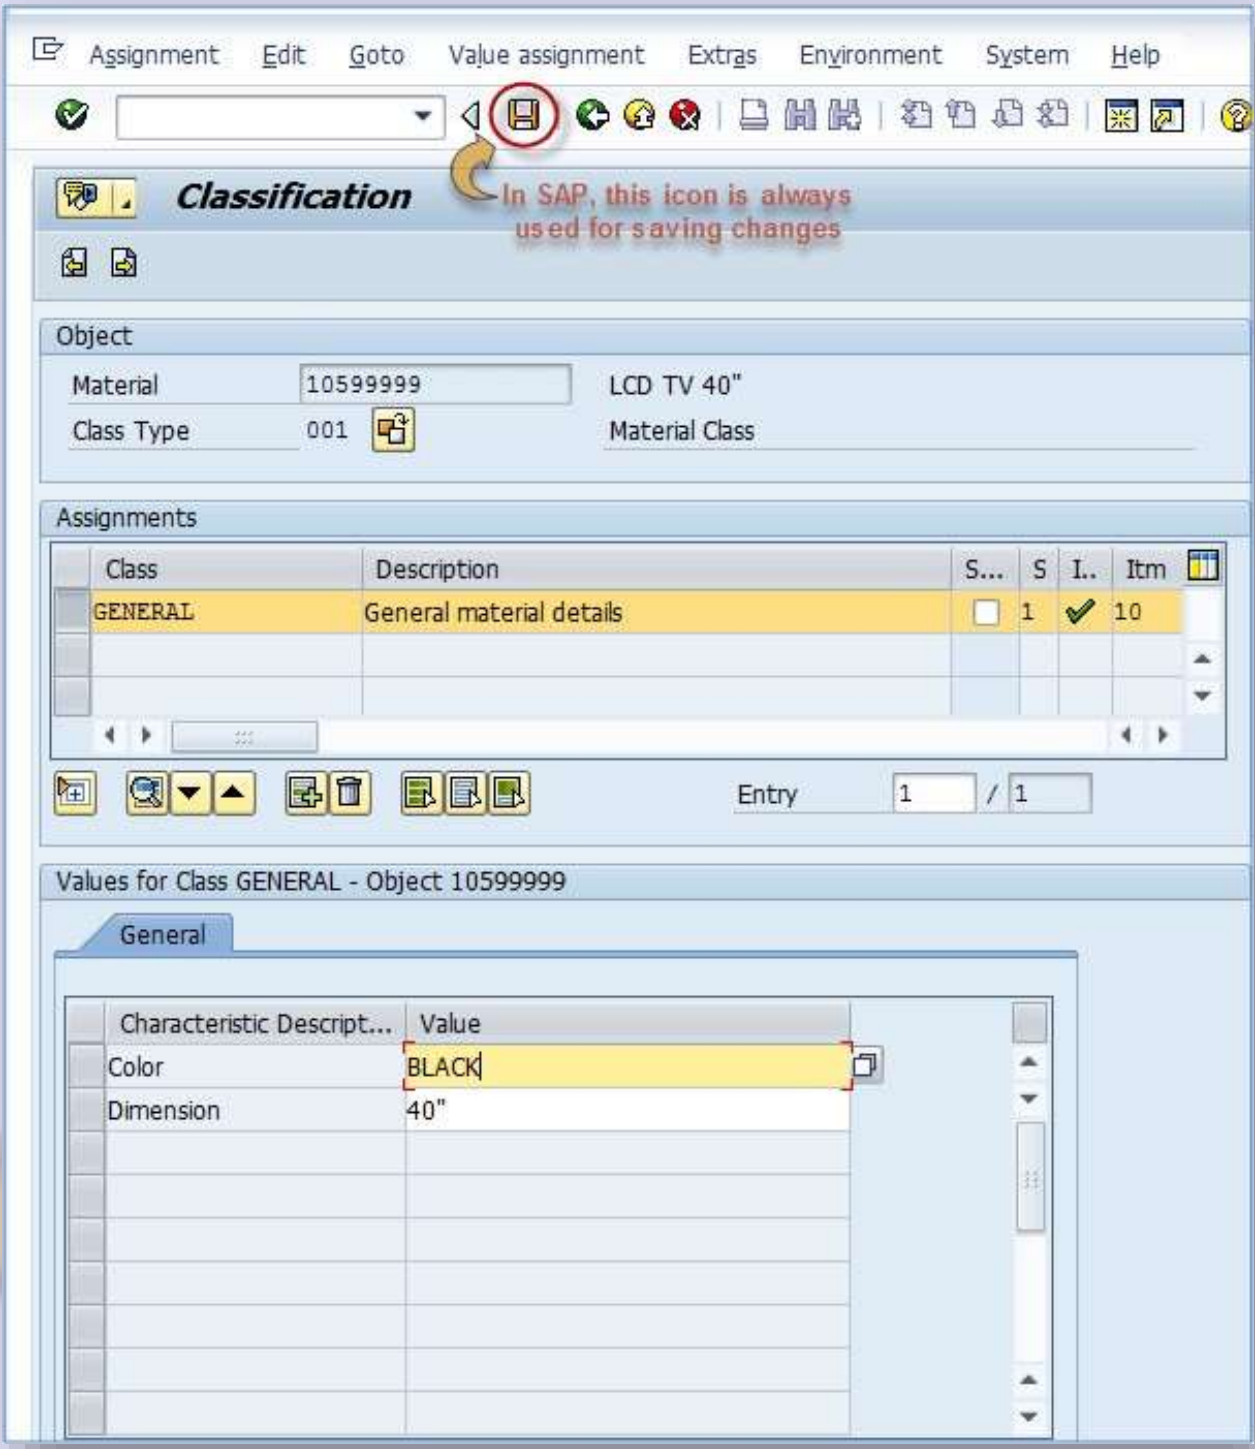 Assignment Edit Goto Value assignment Extras Environment System Help
Classification
In SAP, this icon is always
used for saving changes
Object
Material 10599999 LCD TV 40"
Class Type 001 Material Class
Assignments
Class Description S... S I.. Itm
GENERAL General material details 1 10
Entry 1 / 1
Values for Class GENERAL - Object 10599999
General
Characteristic Descript... Value
Color BLACK
Dimension 40"